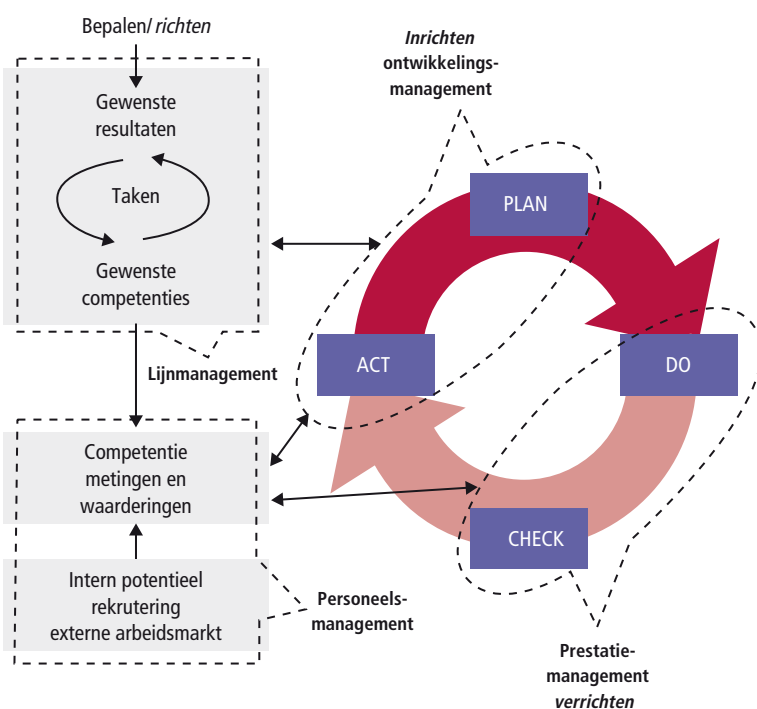 Bepalen/richten
Gewenste
resultaten
Taken
Gewenste
competenties
Lijnmanagement
Competentie
metingen en
waarderingen
Intern potentieel
rekrutering
externe arbeidsmarkt
Personeels-
management
Inrichten
ontwikkelings-
management
PLAN
ACT
DO
CHECK
Prestatie-
management
verrichten